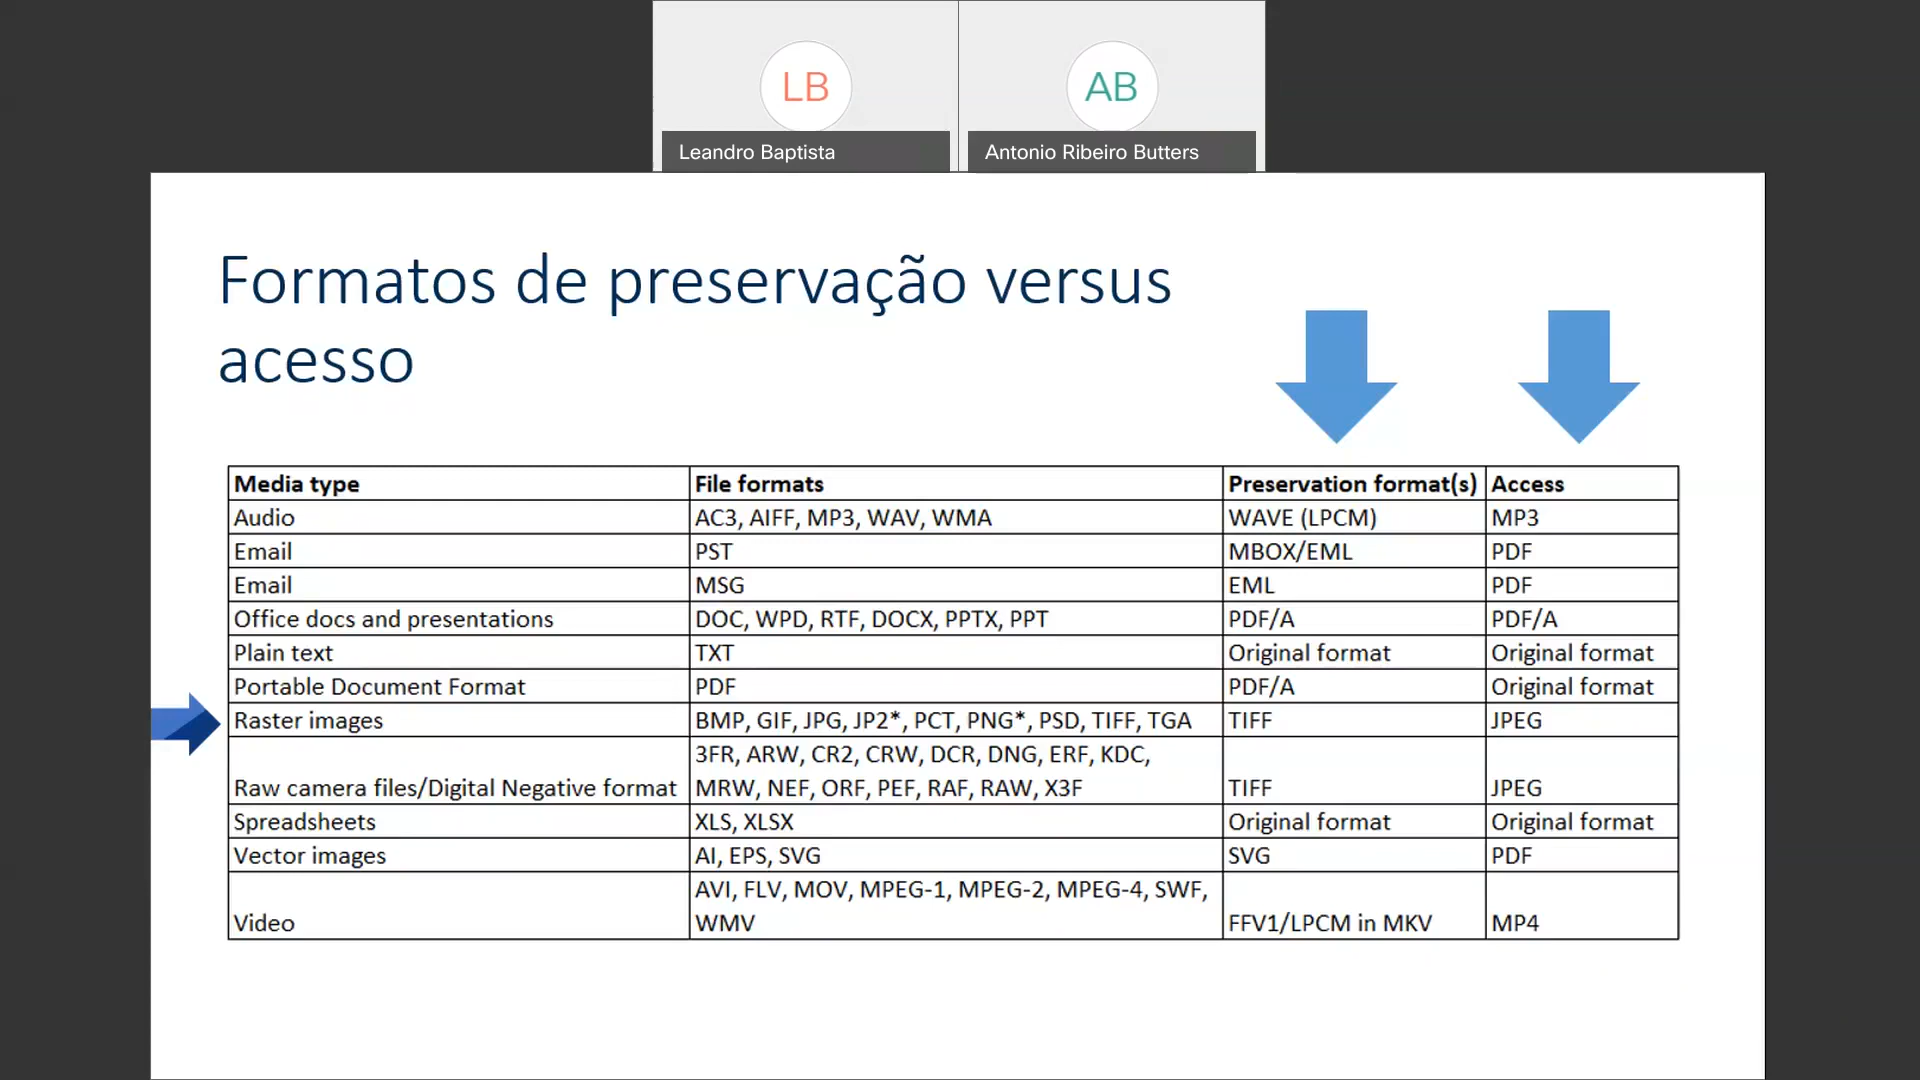 LB
AB
Leandro Baptista
Antonio Ribeiro Butters
Formatos de preservação versus
acesso
Media type File formats Preservation format(s) Access
Audio AC3, AIFF, MP3, WAV, WMA WAVE (LPCM) MP3
Email PST MBOX/EML PDF
Email MSG EML PDF
Office docs and presentations DOC, WPD, RTF, DOCX, PPTX, PPT PDF/A PDF/A
Plain text TXT Original format Original format
Portable Document Format PDF PDF/A Original format
Raster images BMP, GIF, JPG, JP2*, PCT, PNG*, PSD, TIFF, TGA TIFF JPEG
3FR, ARW, CR2, CRW, DCR, DNG, ERF, KDC,
Raw camera files/Digital Negative format MRW, NEF, ORF, PEF, RAF, RAW, X3F TIFF JPEG
Spreadsheets XLS, XLSX Original format Original format
Vector images AI, EPS, SVG SVG PDF
AVI, FLV, MOV, MPEG-1, MPEG-2, MPEG-4, SWF,
Video WMV FFV1/LPCM in MKV MP4